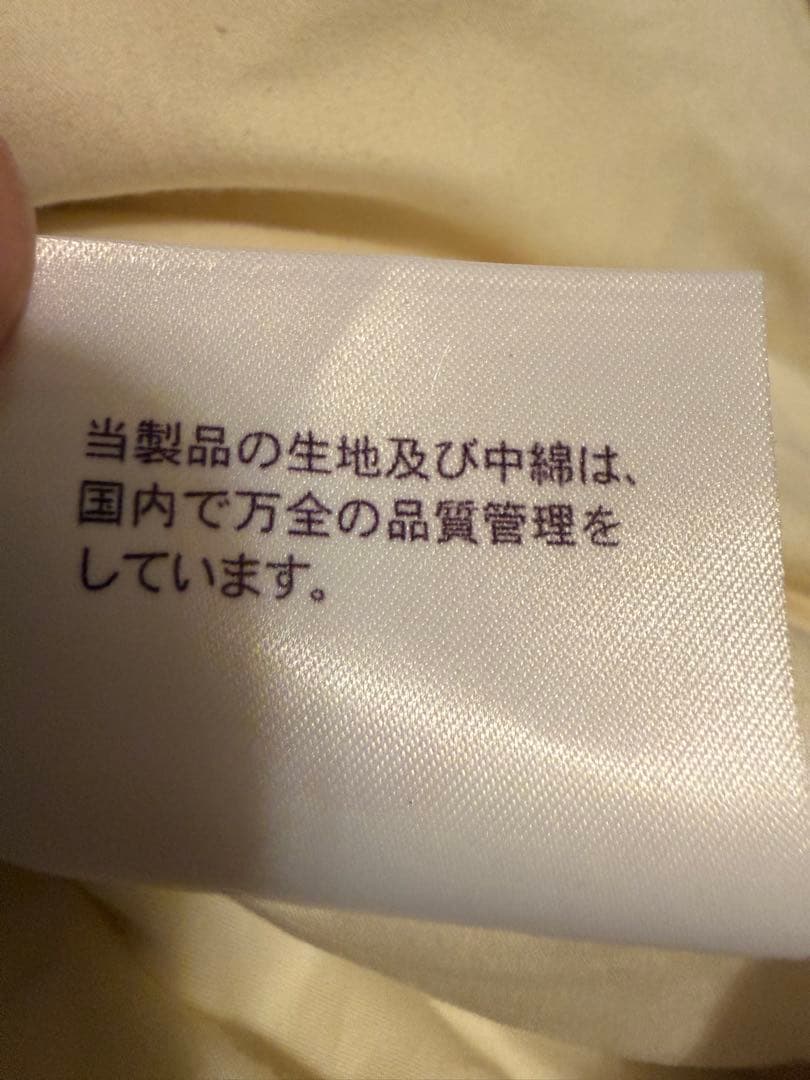 当製品の生地及び中綿は、
国内で万全の品質管理を
しています。